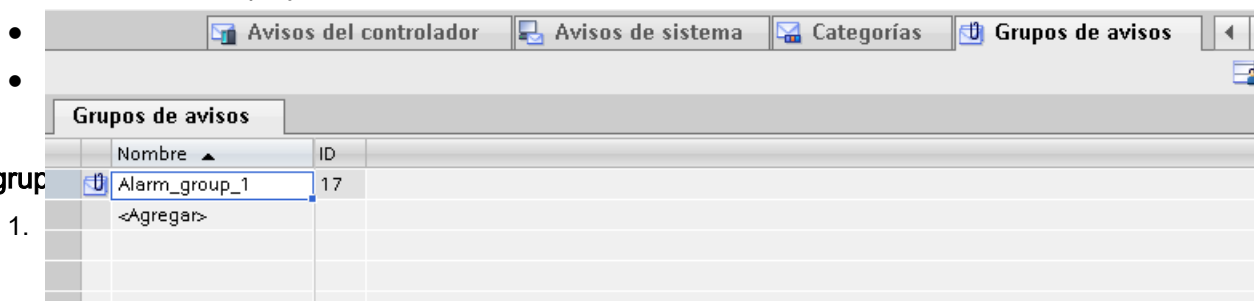 Avisos del controlador Avisos de sistema Categorías Grupos de avisos
Grupos de avisos
Nombre ID
grup
Alarm_group_1 17
<Agregar>
1.